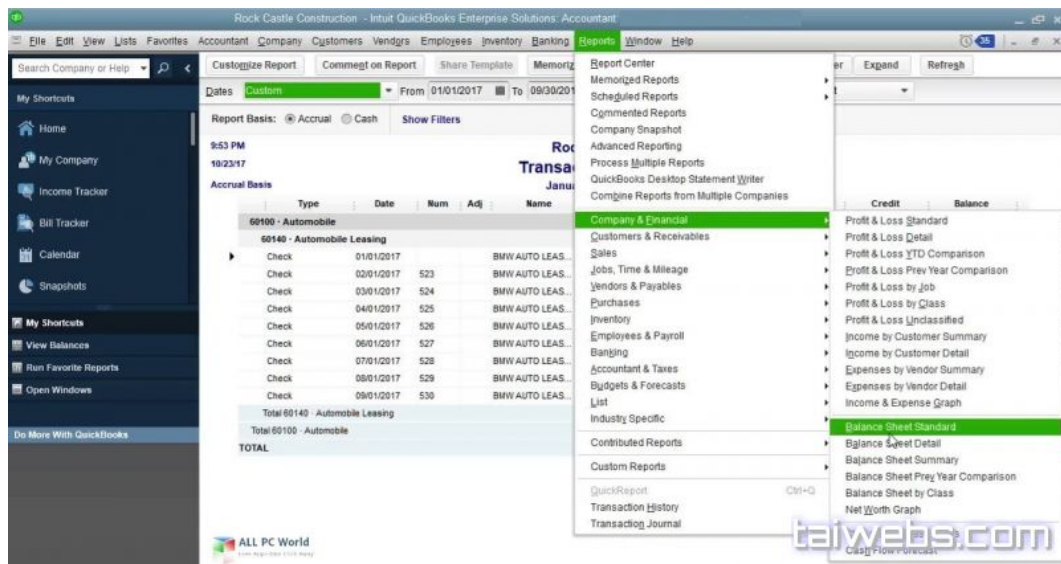 Rock Castle Construction - Intuit QuickBooks Enterprise Solutions: Accountant
File Edit View Lists Favorites Accountant Company Customers Vendors Employees Inventory Banking Reports Window Help
35
Search Company or Help
My Shortcuts
Home
My Company
Income Tracker
Bill Tracker
Calendar
Snapshots
My Shortcuts
View Balances
Run Favorite Reports
Open Windows
Do More With QuickBooks
Customize Report Comment on Report Share Template Memoriz
er Expand Refresh
Dates Custom From 01/01/2017 To 09/30/201
Report Basis: Accrual Cash Show Filters
9:53 PM
10/23/17
Accrual Basis
Roc
Transa
Janua
Type Date Num Adj Name Credit Balance
60100 · Automobile
60140 · Automobile Leasing
Check 01/01/2017 BMW AUTO LEAS...
Check 02/01/2017 523 BMW AUTO LEAS...
Check 03/01/2017 524 BMW AUTO LEAS...
Check 04/01/2017 525 BMW AUTO LEAS...
Check 05/01/2017 526 BMW AUTO LEAS...
Check 06/01/2017 527 BMW AUTO LEAS...
Check 07/01/2017 528 BMW AUTO LEAS...
Check 08/01/2017 529 BMW AUTO LEAS...
Check 09/01/2017 530 BMW AUTO LEAS...
Total 60140 · Automobile Leasing
Total 60100 · Automobile
TOTAL
Report Center
Memorized Reports
Scheduled Reports
Commented Reports
Company Snapshot
Advanced Reporting
Process Multiple Reports
QuickBooks Desktop Statement Writer
Combine Reports from Multiple Companies
Company & Financial
Customers & Receivables
Sales
Jobs, Time & Mileage
Vendors & Payables
Purchases
Inventory
Employees & Payroll
Banking
Accountant & Taxes
Budgets & Forecasts
List
Industry Specific
Contributed Reports
Custom Reports
QuickReport Ctrl+Q
Transaction History
Transaction Journal
Profit & Loss Standard
Profit & Loss Detail
Profit & Loss YTD Comparison
Profit & Loss Prev Year Comparison
Profit & Loss by Job
Profit & Loss by Class
Profit & Loss Unclassified
Income by Customer Summary
Income by Customer Detail
Expenses by Vendor Summary
Expenses by Vendor Detail
Income & Expense Graph
Balance Sheet Standard
Balance Sheet Detail
Balance Sheet Summary
Balance Sheet Prev Year Comparison
Balance Sheet by Class
Net Worth Graph
Cash Flow Forecast
ALL PC World
taiwebs.com